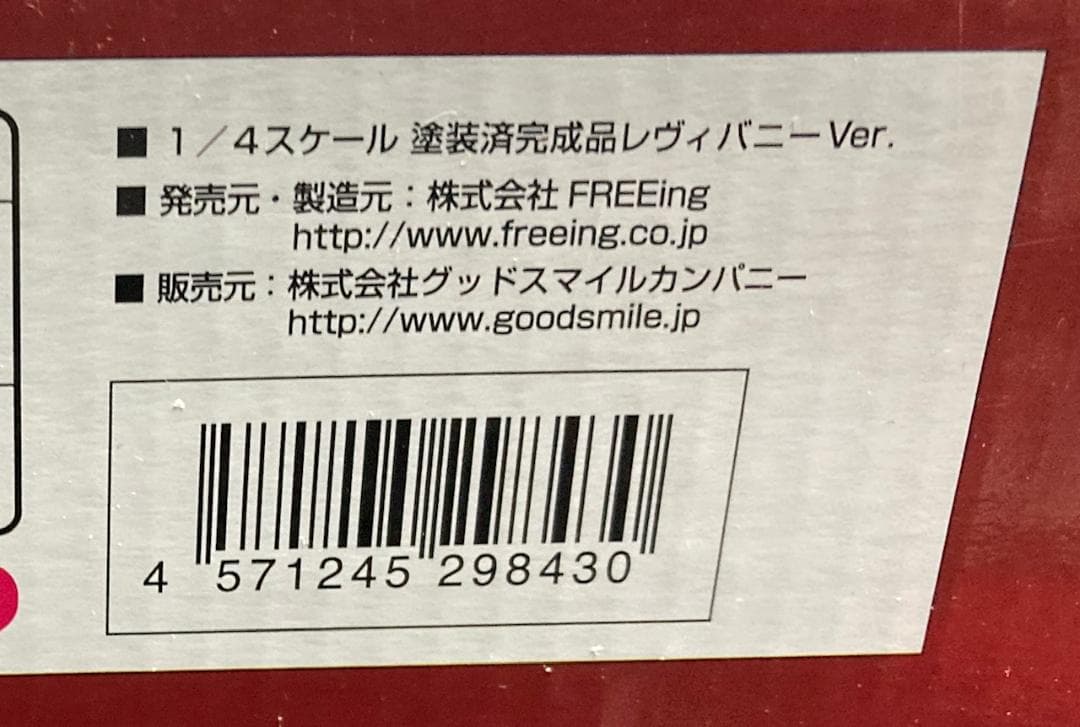 ■ 1／4スケール 塗装済完成品レヴィバニーVer.
■ 発売元・製造元：株式会社 FREEing
http://www.freeing.co.jp
■ 販売元：株式会社グッドスマイルカンパニー
http://www.goodsmile.jp
4 571245 298430